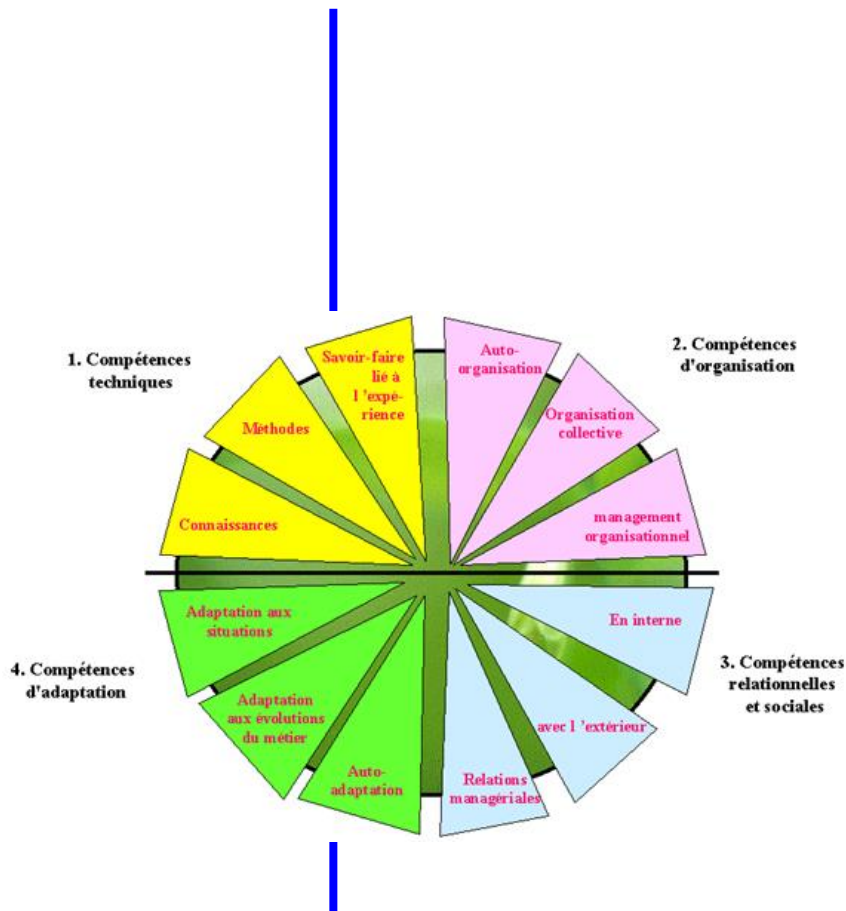 1. Compétences
techniques
Savoir-faire
lié à
l 'expé-
rience
Méthodes
Connaissances
2. Compétences
d'organisation
Auto-
organisation
Organisation
collective
management
organisationnel
En interne
avec l 'extérieur
Relations
managériales
3. Compétences
relationnelles
et sociales
4. Compétences
d'adaptation
Adaptation aux
situations
Adaptation
aux évolutions
du métier
Auto-
adaptation